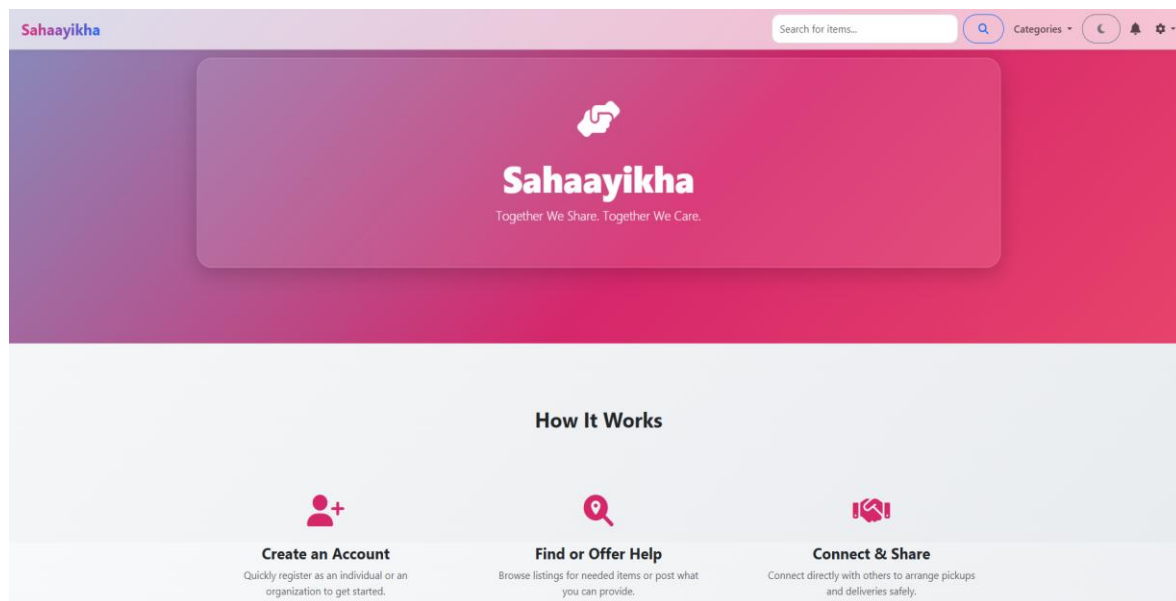 Sahaayikha
Search for items...
Categories
Sahaayikha
Together We Share. Together We Care.
How It Works
Create an Account
Quickly register as an individual or an
organization to get started.
Find or Offer Help
Browse listings for needed items or post what
you can provide.
Connect & Share
Connect directly with others to arrange pickups
and deliveries safely.